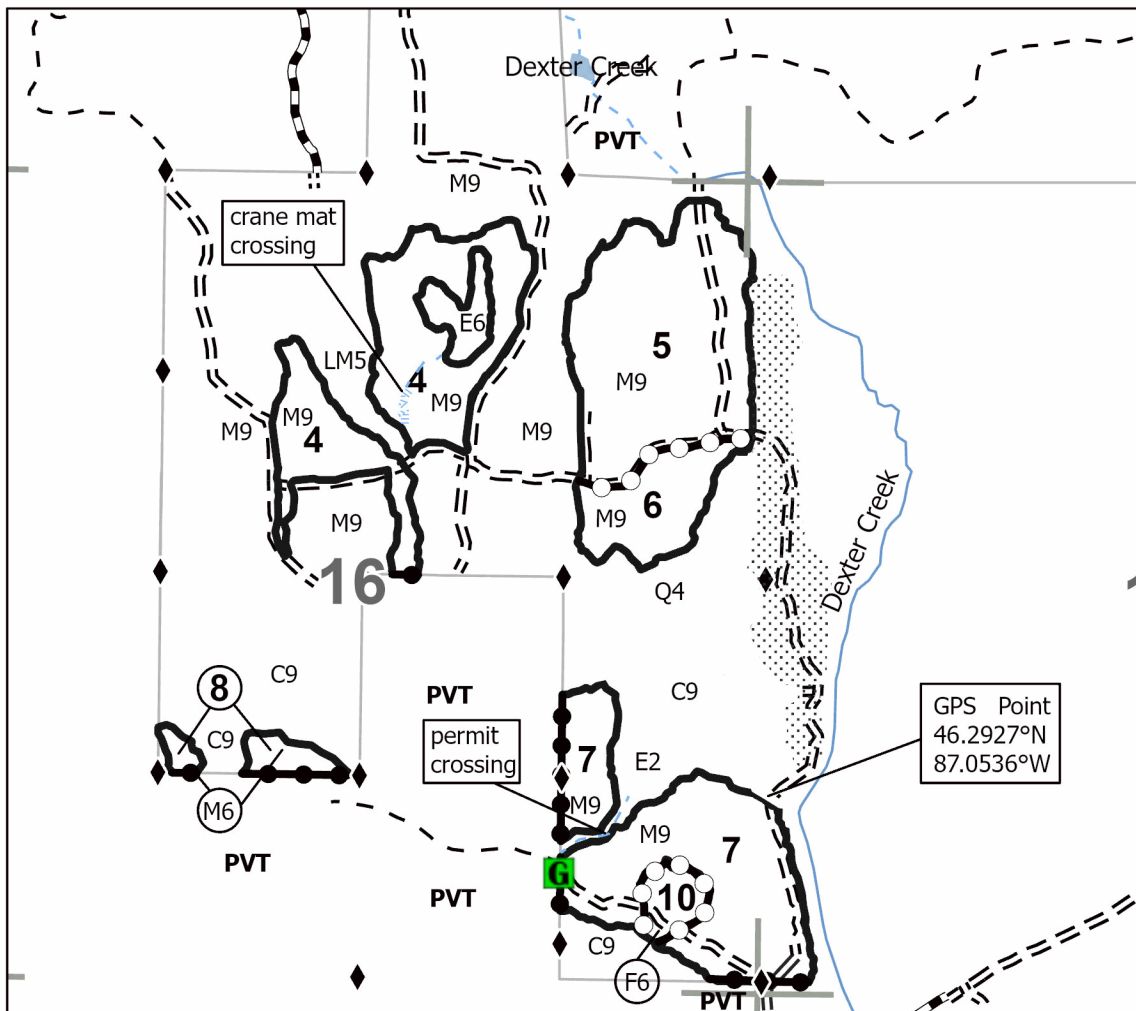 Dexter Creek
PVT
M9
crane mat
crossing
E6
5
LM5
4
M9
M9
M9
M9
4
M9
M9
6
M9
16
Q4
Dexter Creek
C9
8
C9
PVT
C9
GPS Point
46.2927°N
87.0536°W
permit
crossing
7
E2
M9
M6
M9
7
PVT
G
PVT
10
C9
F6
PVT